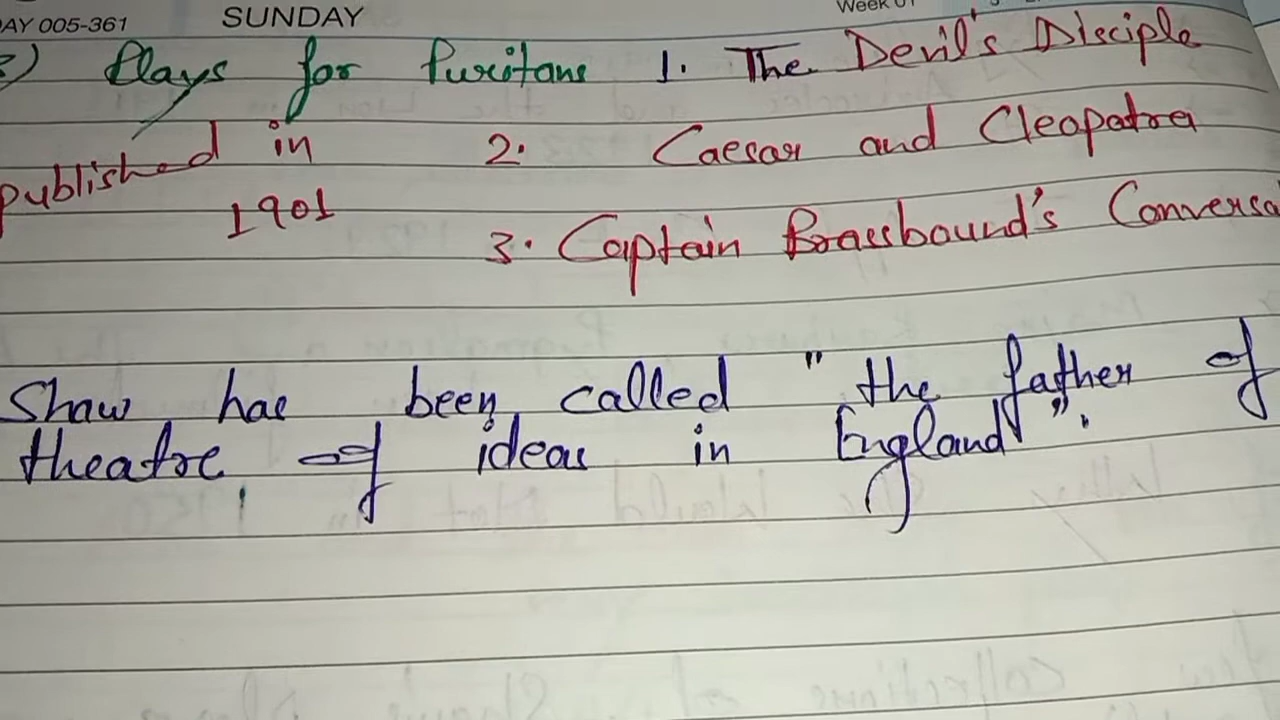 AY 005-361 SUNDAY Week 01
3) Plays for Puritans 1. The Devil's Disciple
published in 2. Caesar and Cleopatra
1901
3. Captain Brassbound's Conversa
Shaw has been called "the father of
theatre of ideas in England".